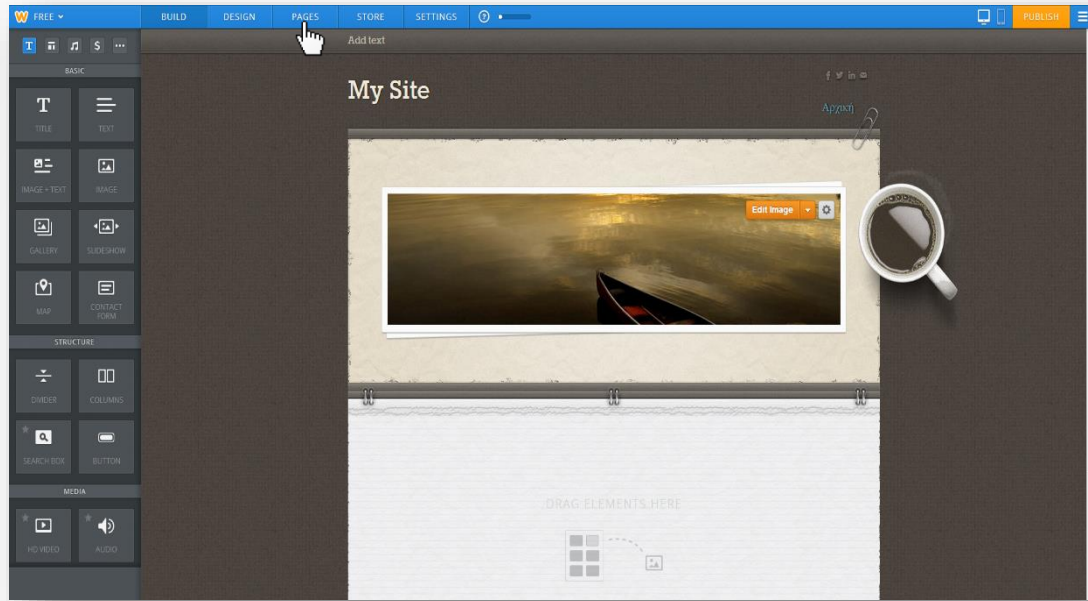 FREE BUILD DESIGN PAGES STORE SETTINGS ? PUBLISH
T $ ...
Add text
BASIC
My Site
Αρχική
TITLE TEXT
IMAGE + TEXT IMAGE
Edit Image
GALLERY SLIDESHOW
MAP CONTACT FORM
STRUCTURE
DIVIDER COLUMNS
SEARCH BOX BUTTON
MEDIA
DRAG ELEMENTS HERE
HD VIDEO AUDIO